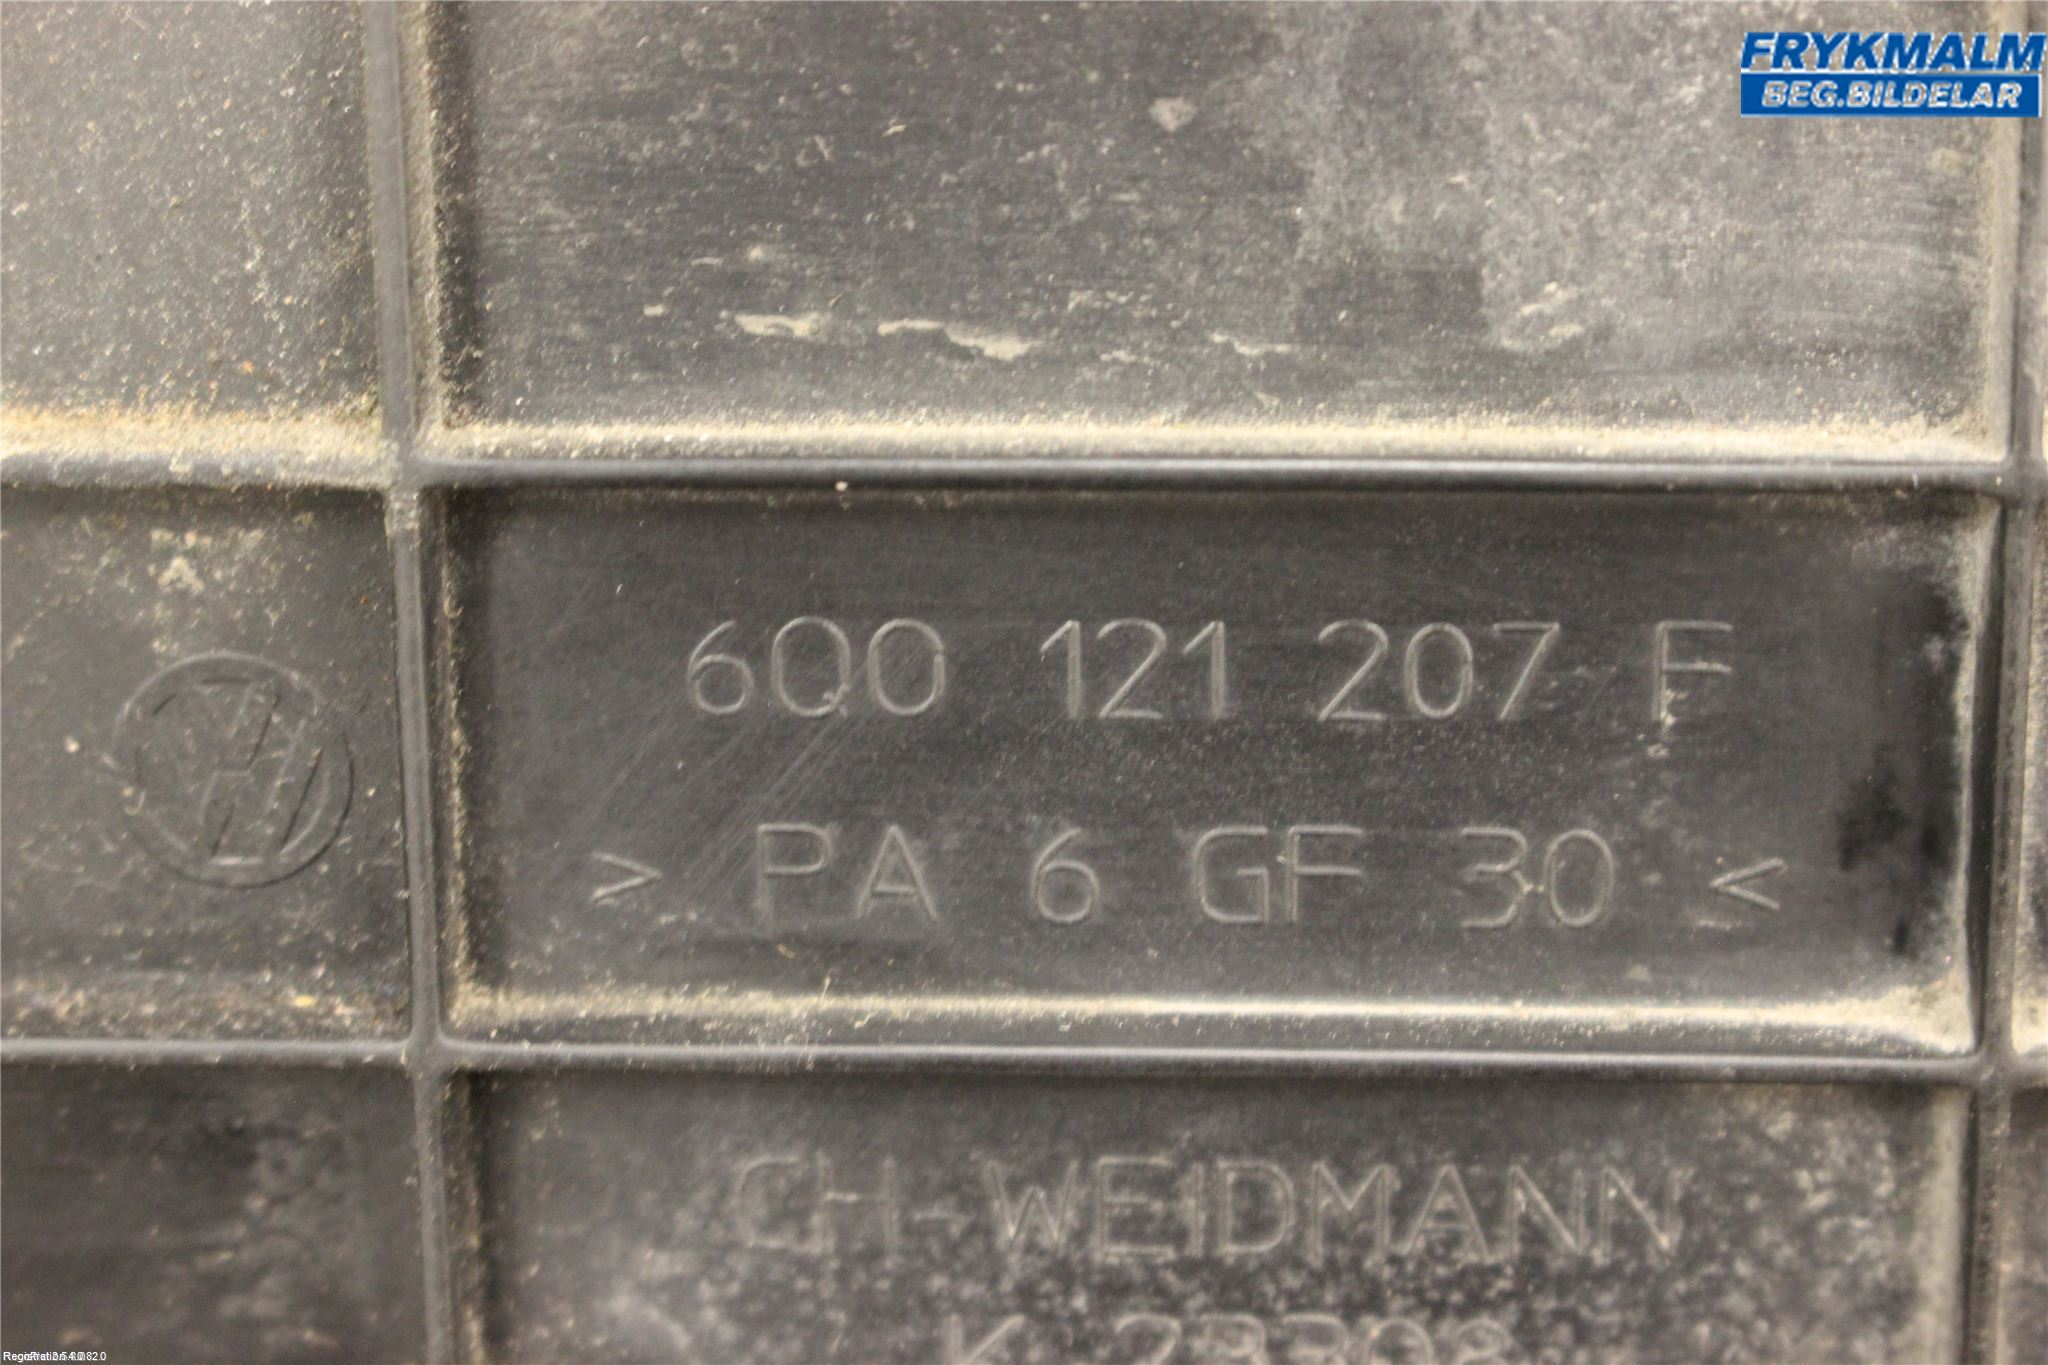 FRYKMALM
BEG.BILDELAR
6Q0 121 207 F
> PA 6 GF 30 <
CH-WEIDMANN